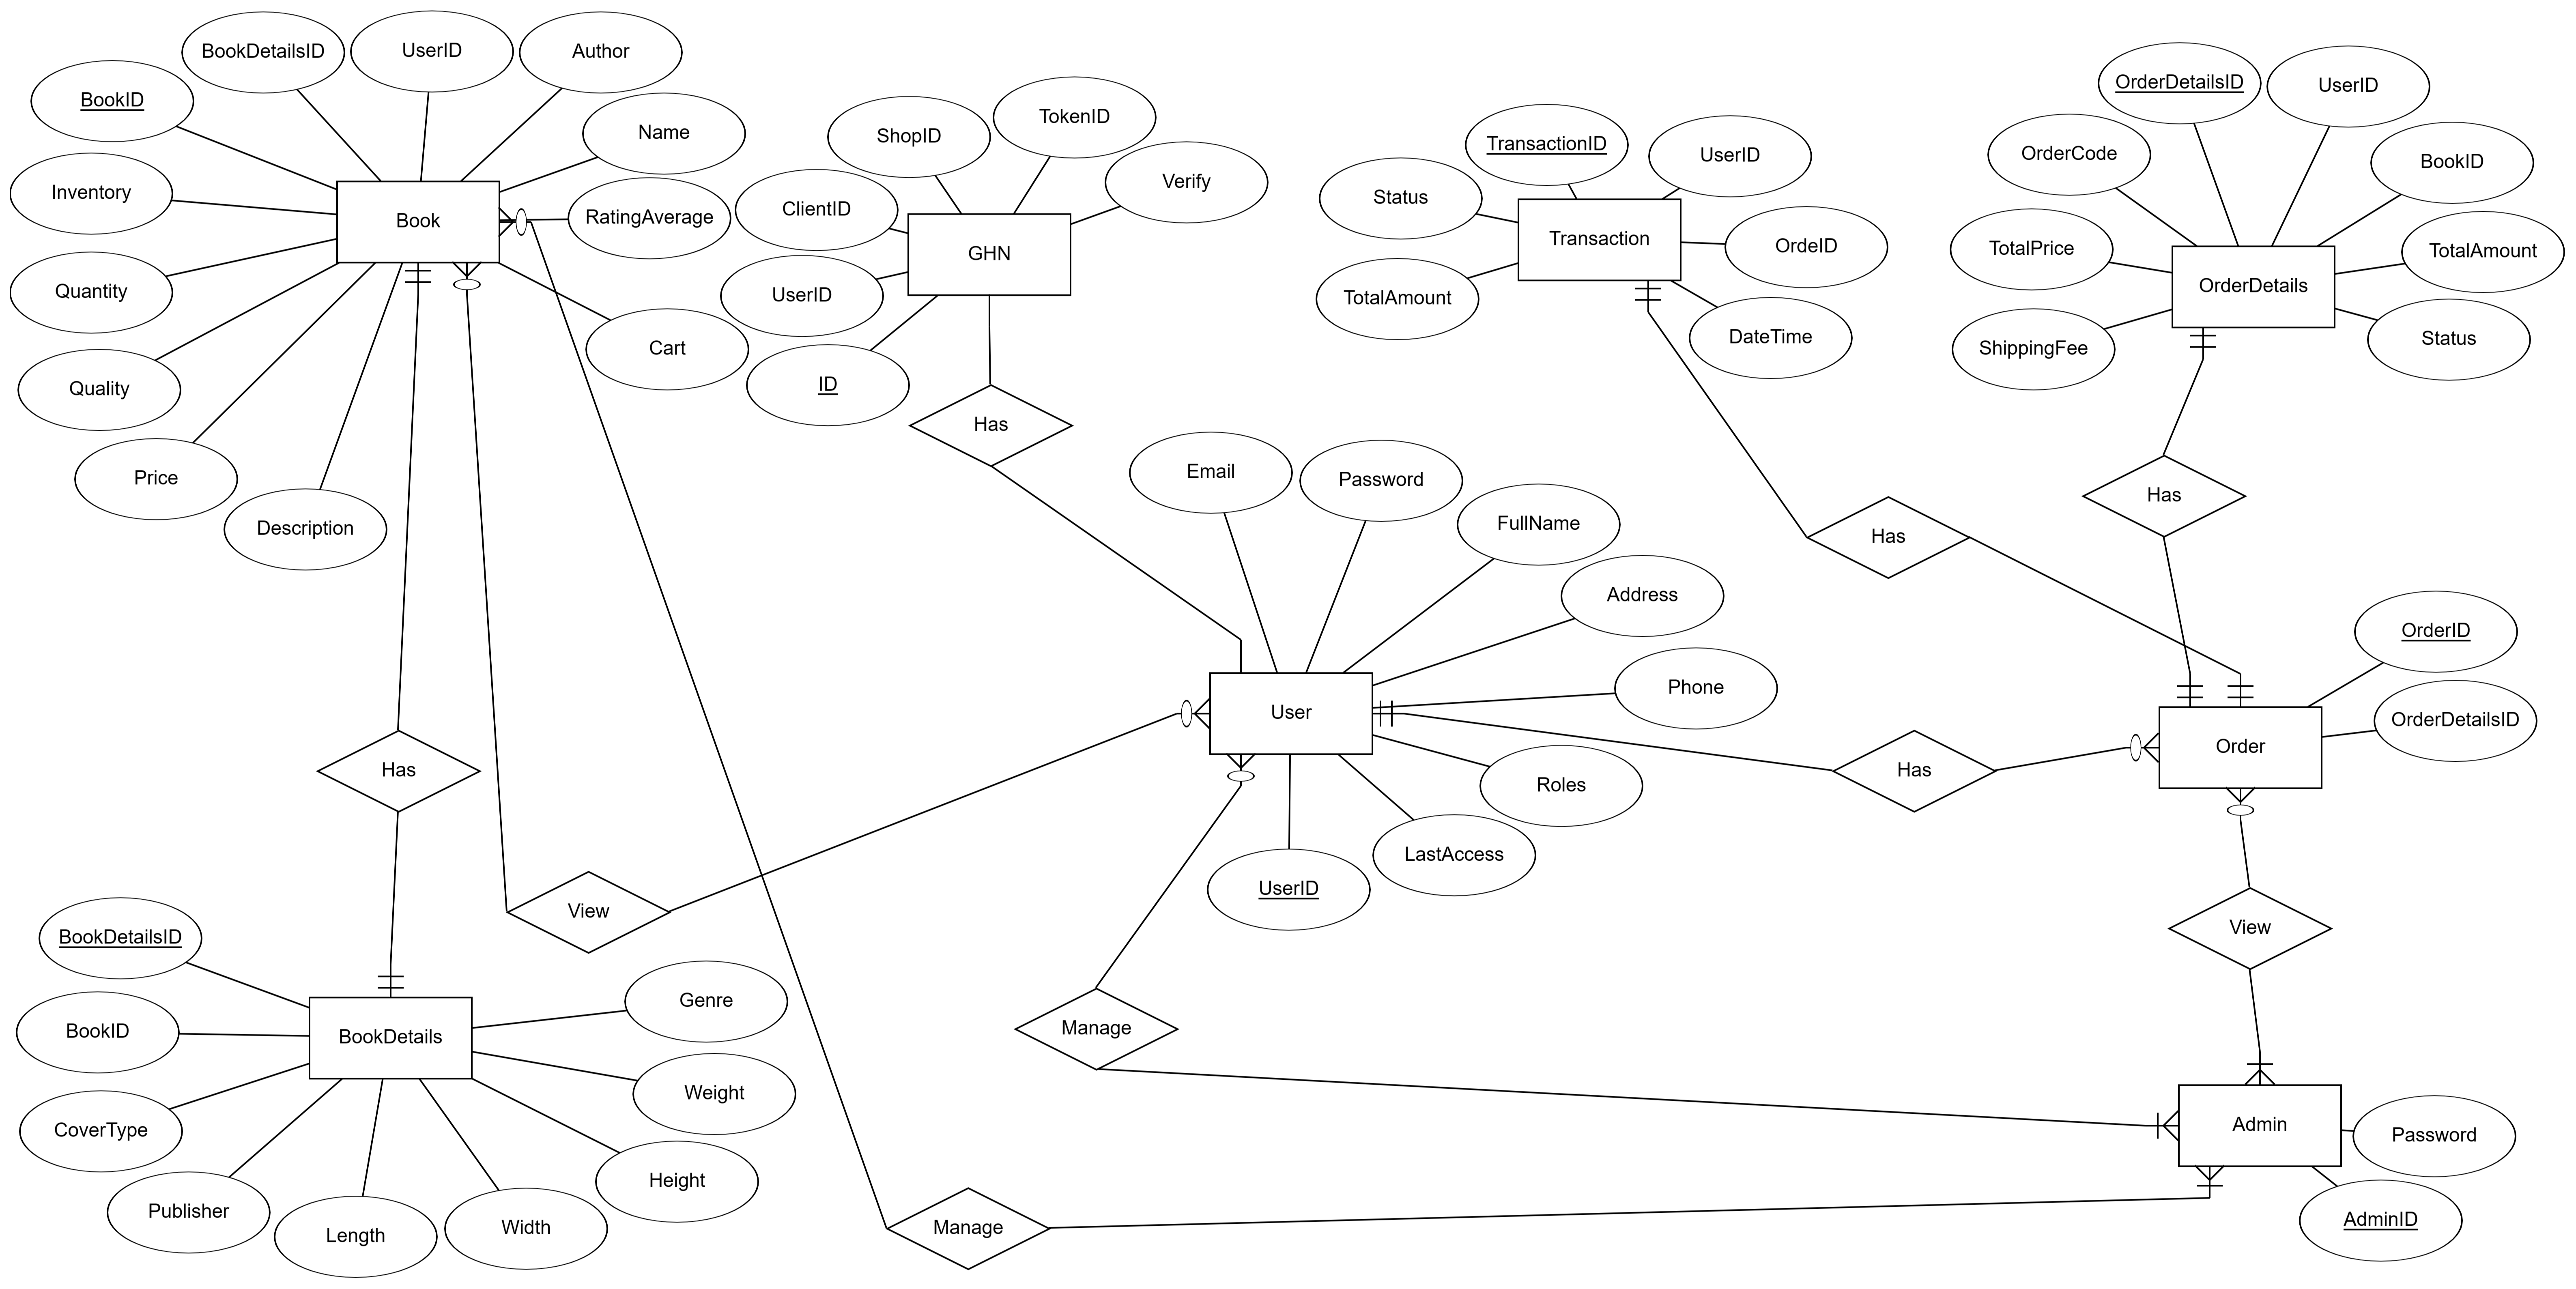 BookDetailsID
UserID
Author
BookID
Name
Inventory
Book
RatingAverage
Quantity
Cart
Quality
Price
Description
ShopID
TokenID
Verify
ClientID
GHN
UserID
ID
Has
TransactionID
UserID
Status
Transaction
OrdeID
TotalAmount
DateTime
OrderDetailsID
UserID
OrderCode
BookID
TotalPrice
TotalAmount
OrderDetails
ShippingFee
Status
Has
Has
Email
Password
FullName
Address
Phone
User
Roles
LastAccess
UserID
Has
OrderID
OrderDetailsID
Order
Has
View
View
Manage
BookDetailsID
BookID
Genre
BookDetails
Weight
CoverType
Height
Publisher
Length
Width
Manage
Admin
Password
AdminID